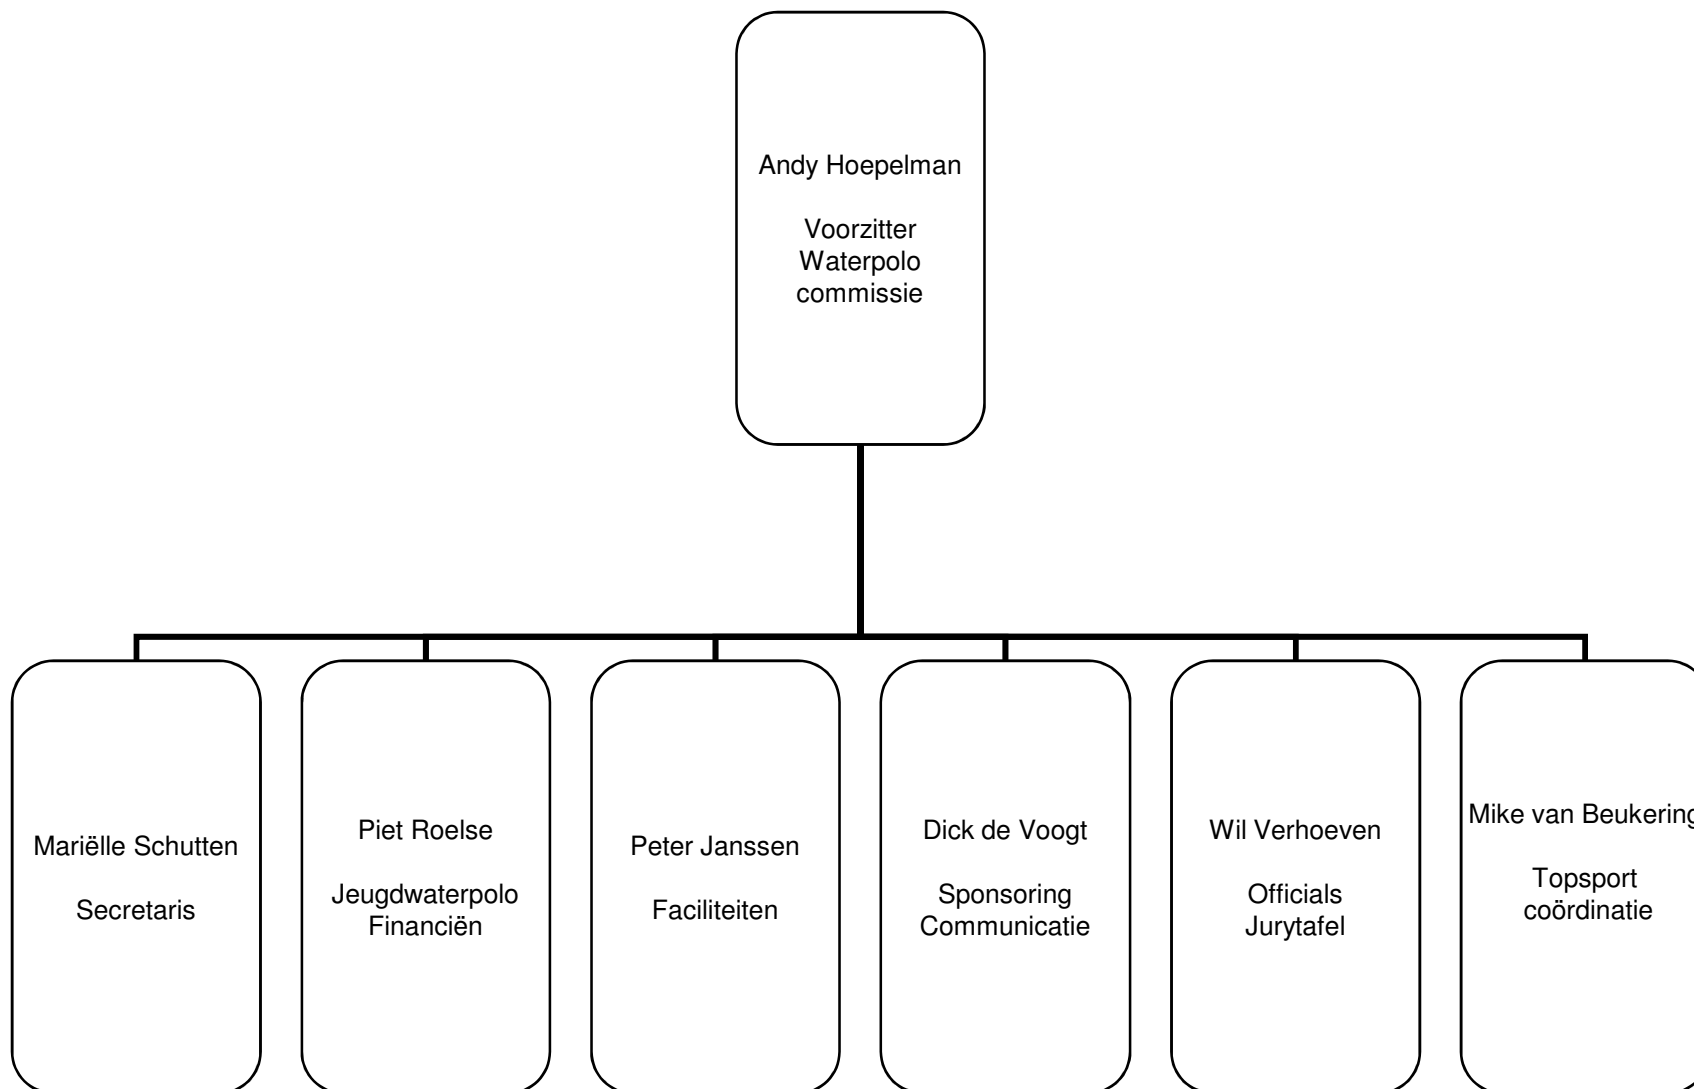 Andy Hoepelman
Voorzitter
Waterpolo
commissie
Mariëlle Schutten
Secretaris
Piet Roelse
Jeugdwaterpolo
Financiën
Peter Janssen
Faciliteiten
Dick de Voogt
Sponsoring
Communicatie
Wil Verhoeven
Officials
Jurytafel
Mike van Beukering
Topsport
coördinatie